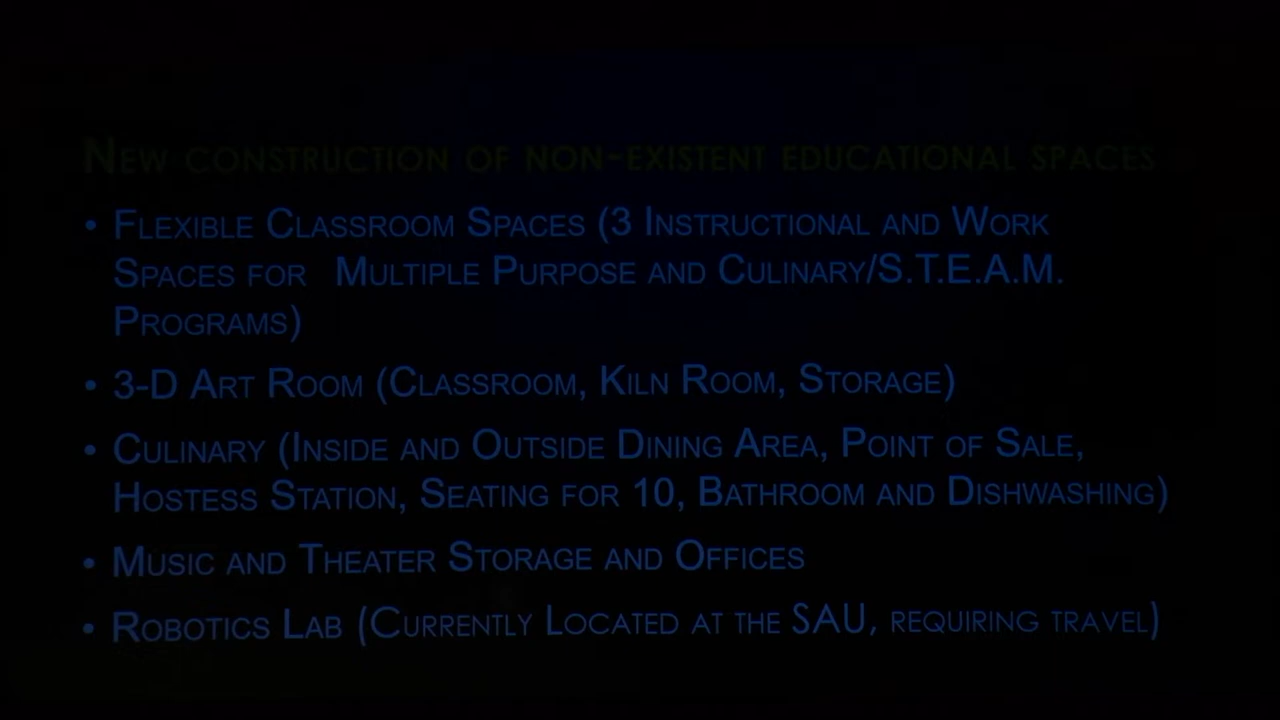 New construction of non-existent educational spaces
• Flexible Classroom Spaces (3 Instructional and Work
Spaces for Multiple Purpose and Culinary/S.T.E.A.M.
Programs)
• 3-D Art Room (Classroom, Kiln Room, Storage)
• Culinary (Inside and Outside Dining Area, Point of Sale,
Hostess Station, Seating for 10, Bathroom and Dishwashing)
• Music and Theater Storage and Offices
• Robotics Lab (Currently Located at the SAU, requiring travel)